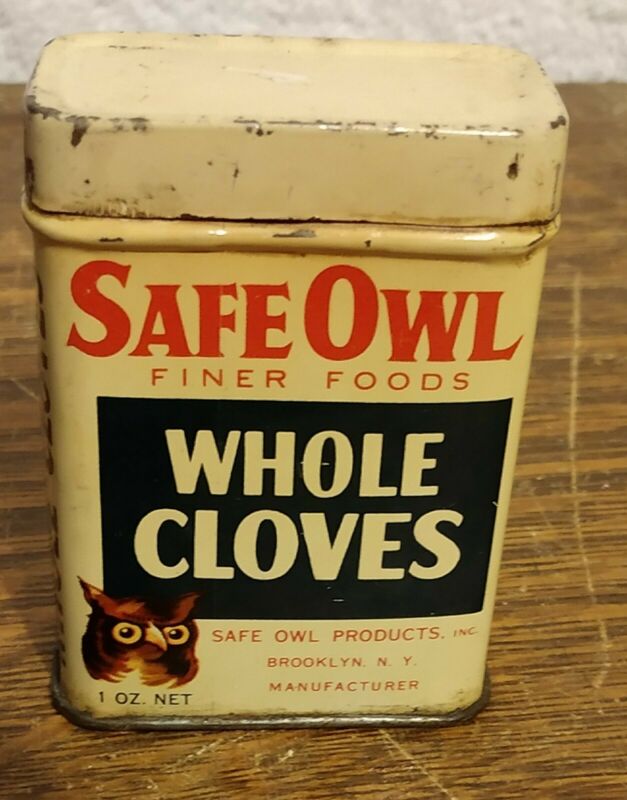 SAFE OWL
FINER FOODS
WHOLE
CLOVES
SAFE OWL PRODUCTS, INC.
BROOKLYN, N. Y.
MANUFACTURER
1 OZ. NET